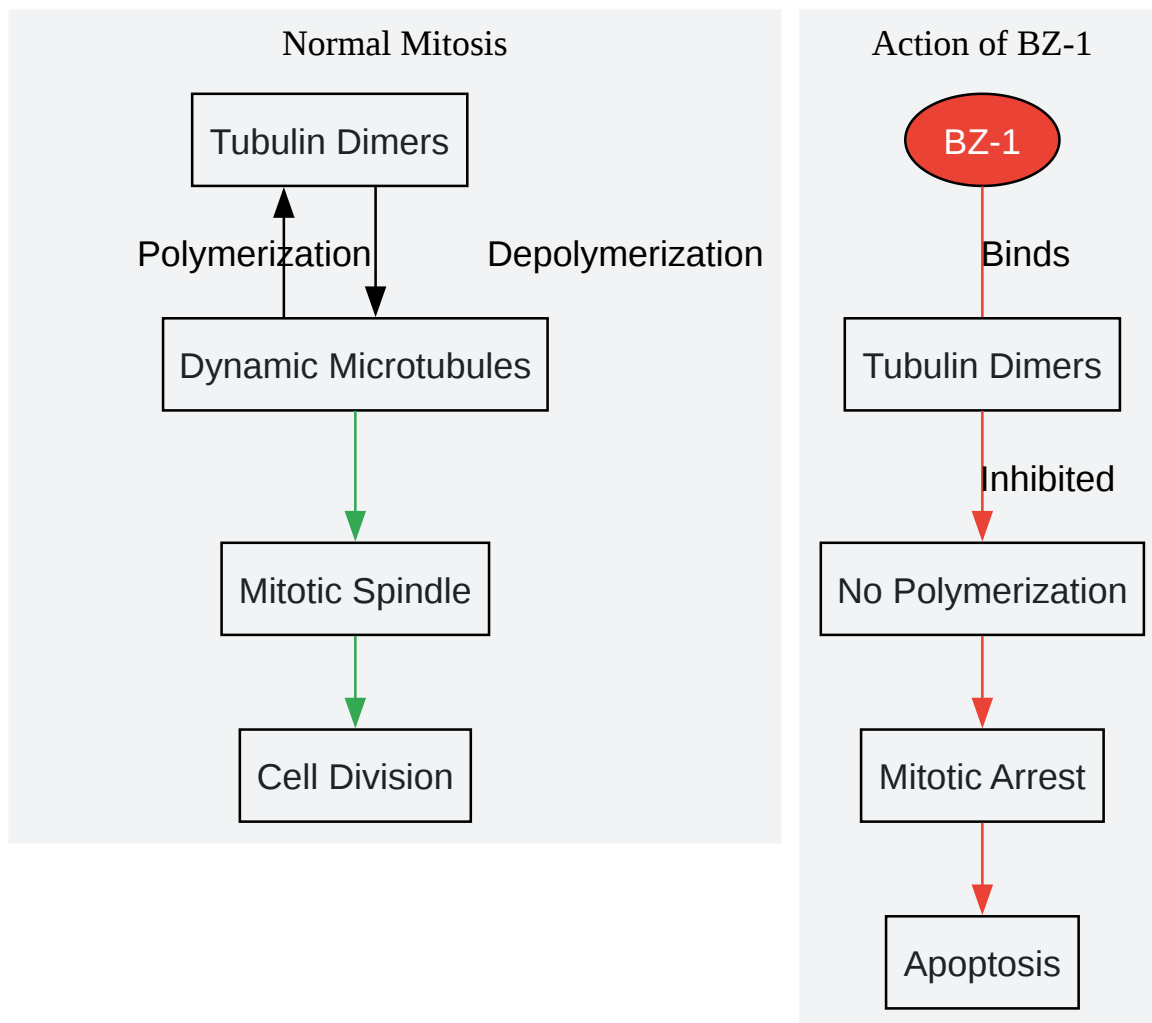 Normal Mitosis
Tubulin Dimers
Polymerization
Depolymerization
Dynamic Microtubules
Mitotic Spindle
Cell Division
Action of BZ-1
BZ-1
Binds
Tubulin Dimers
Inhibited
No Polymerization
Mitotic Arrest
Apoptosis